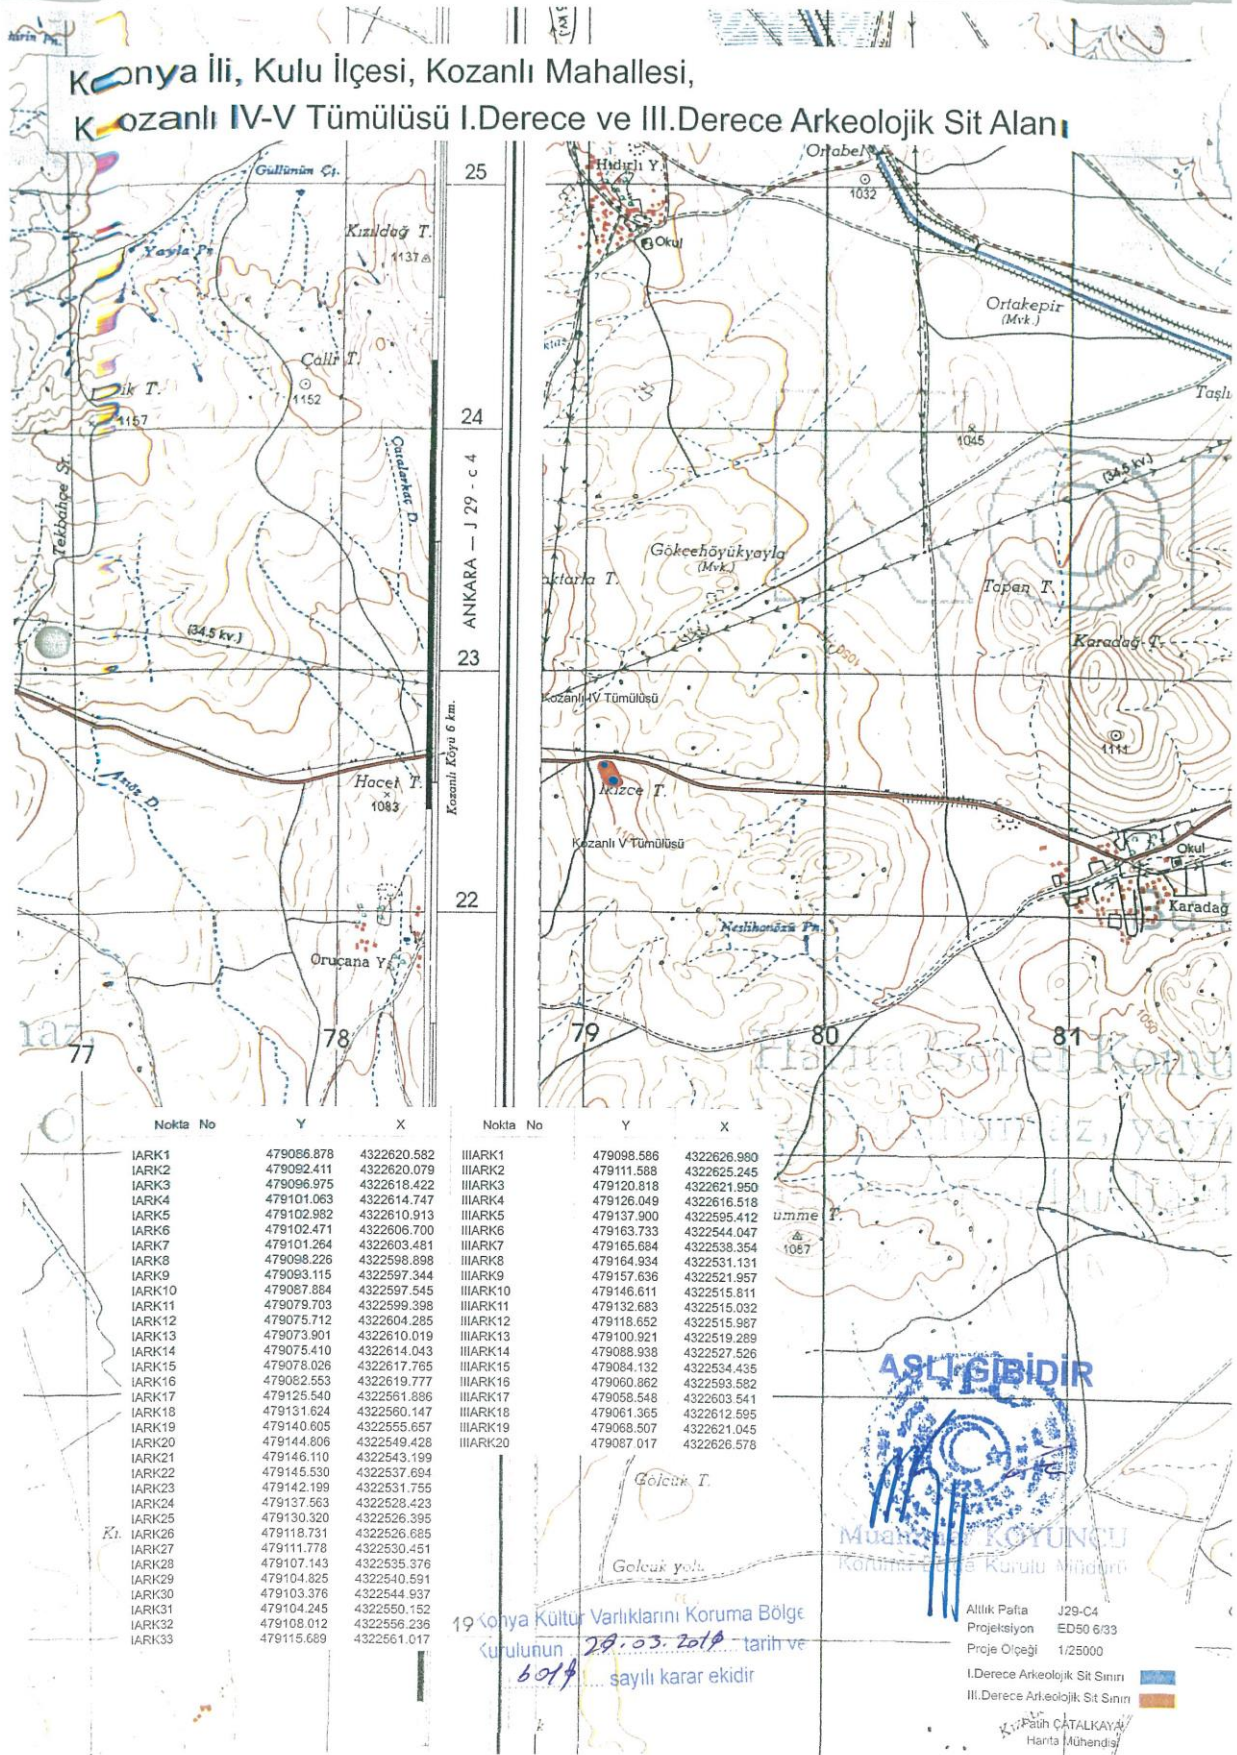 Konya İli, Kulu İlçesi, Kozanlı Mahallesi,
Kozanlı IV-V Tümülüsü I.Derece ve III.Derece Arkeolojik Sit Alanı
Güllünün Çş.
25
Hıdırlı Y.
1032
Kızıldağ T.
Okul
Yayla Pş
1137
Ortakepir
(Mvk.)
Çallı T.
1152
Taşlı
1157
24
1045
(34.5 kv.)
Tekbahçe Sr.
Çatalarkaç D.
ANKARA — J 29 - c 4
Gökcehöyükyayla
(Mvk.)
Topan T.
(34.5 kv.)
Karadağ T.
23
1050
Kozanlı IV Tümülüsü
Kozanlı Köyü 6 km.
1111
Hacet T.
1083
İkizce T.
Kozanlı V Tümülüsü
Okul
22
Karadağ
Neslihanözü Pn.
Oruçana Y.
1050
77
78
79
80
81
Nokta No Y X Nokta No Y X
IARK1 479086.878 4322620.582 IIIARK1 479098.586 4322626.980
IARK2 479092.411 4322620.079 IIIARK2 479111.588 4322625.245
IARK3 479096.975 4322618.422 IIIARK3 479120.818 4322621.950
IARK4 479101.063 4322614.747 IIIARK4 479126.049 4322616.518
IARK5 479102.982 4322610.913 IIIARK5 479137.900 4322595.412
IARK6 479102.471 4322606.700 IIIARK6 479163.733 4322544.047
IARK7 479101.264 4322603.481 IIIARK7 479165.684 4322538.354
IARK8 479098.226 4322598.898 IIIARK8 479164.934 4322531.131
IARK9 479093.115 4322597.344 IIIARK9 479157.636 4322521.957
IARK10 479087.884 4322597.545 IIIARK10 479146.611 4322515.811
IARK11 479079.703 4322599.398 IIIARK11 479132.683 4322515.032
IARK12 479075.712 4322604.285 IIIARK12 479118.652 4322515.987
IARK13 479073.901 4322610.019 IIIARK13 479100.921 4322519.289
IARK14 479075.410 4322614.043 IIIARK14 479088.938 4322527.526
IARK15 479078.026 4322617.765 IIIARK15 479084.132 4322534.435
IARK16 479082.553 4322619.777 IIIARK16 479060.862 4322593.582
IARK17 479125.540 4322561.886 IIIARK17 479058.548 4322603.541
IARK18 479131.624 4322560.147 IIIARK18 479061.365 4322612.595
IARK19 479140.605 4322555.657 IIIARK19 479068.507 4322621.045
IARK20 479144.806 4322549.428 IIIARK20 479087.017 4322626.578
IARK21 479146.110 4322543.199
IARK22 479145.530 4322537.694
IARK23 479142.199 4322531.755
IARK24 479137.563 4322528.423
IARK25 479130.320 4322526.395
IARK26 479118.731 4322526.685
IARK27 479111.778 4322530.451
IARK28 479107.143 4322535.376
IARK29 479104.825 4322540.591
IARK30 479103.376 4322544.937
IARK31 479104.245 4322550.152
IARK32 479108.012 4322556.236
IARK33 479115.689 4322561.017
umme T.
1087
ASLI GİBİDİR
Gölcük T.
KOYUNCU
Koruma Bölge Kurulu Müdürü
Gölcük yolu
19
Konya Kültür Varlıklarını Koruma Bölge
Kurulunun tarih ve
sayılı karar ekidir
Altlık Pafta J29-C4
Projeksiyon ED50 6/33
Proje Ölçeği 1/25000
I.Derece Arkeolojik Sit Sınırı
III.Derece Arkeolojik Sit Sınırı
Fatih ÇATALKAYA
Harita Mühendisi